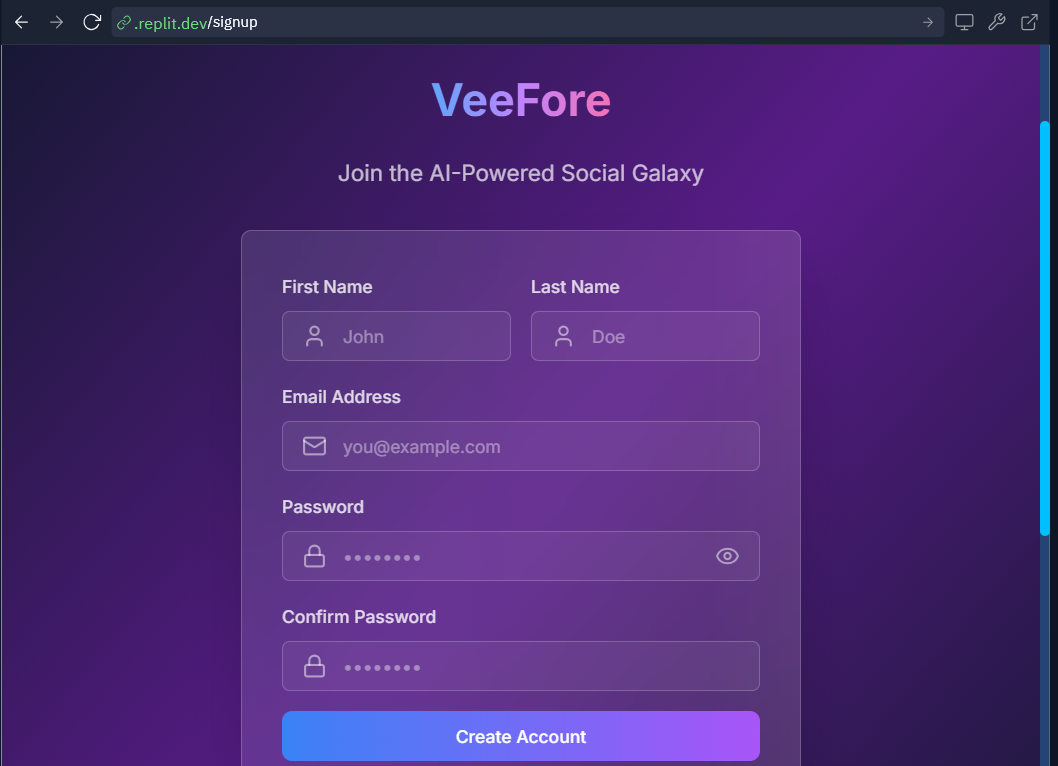 .replit.dev/signup
VeeFore
Join the AI-Powered Social Galaxy
First Name Last Name
John Doe
Email Address
you@example.com
Password
••••••••
Confirm Password
••••••••
Create Account